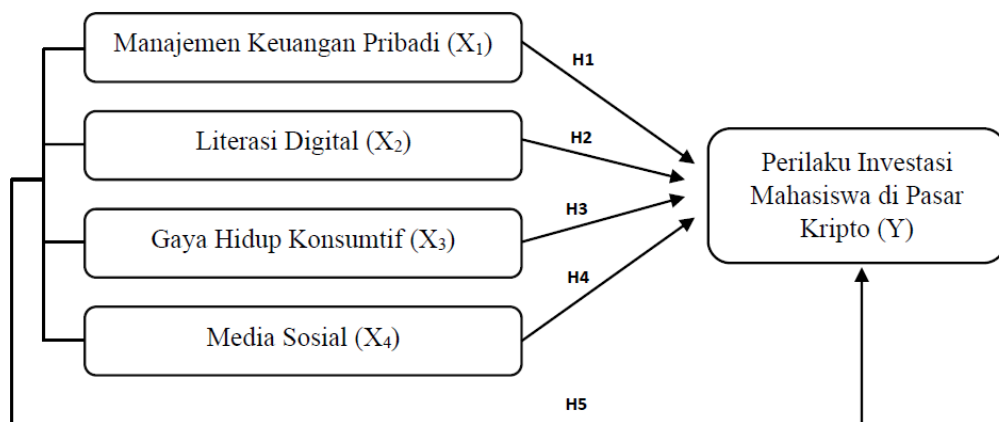 Manajemen Keuangan Pribadi (X₁)
H1
Literasi Digital (X₂)
H2
Perilaku Investasi
Mahasiswa di Pasar
Kripto (Y)
Gaya Hidup Konsumtif (X₃)
H3
Media Sosial (X₄)
H4
H5